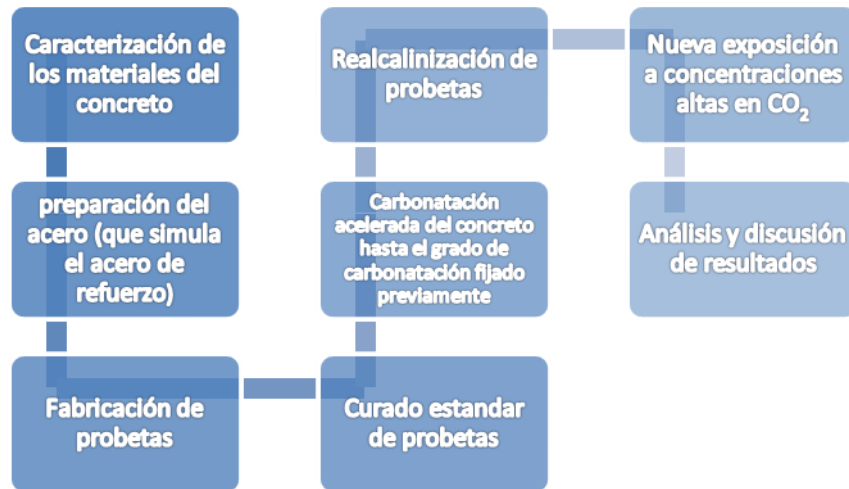 Caracterización de
los materiales del
concreto
preparación del
acero (que simula
el acero de
refuerzo)
Fabricación de
probetas
Curado estandar
de probetas
Carbonatación
acelerada del concreto
hasta el grado de
carbonatación fijado
previamente
Realcalinización de
probetas
Nueva exposición
a concentraciones
altas en CO₂
Análisis y discusión
de resultados